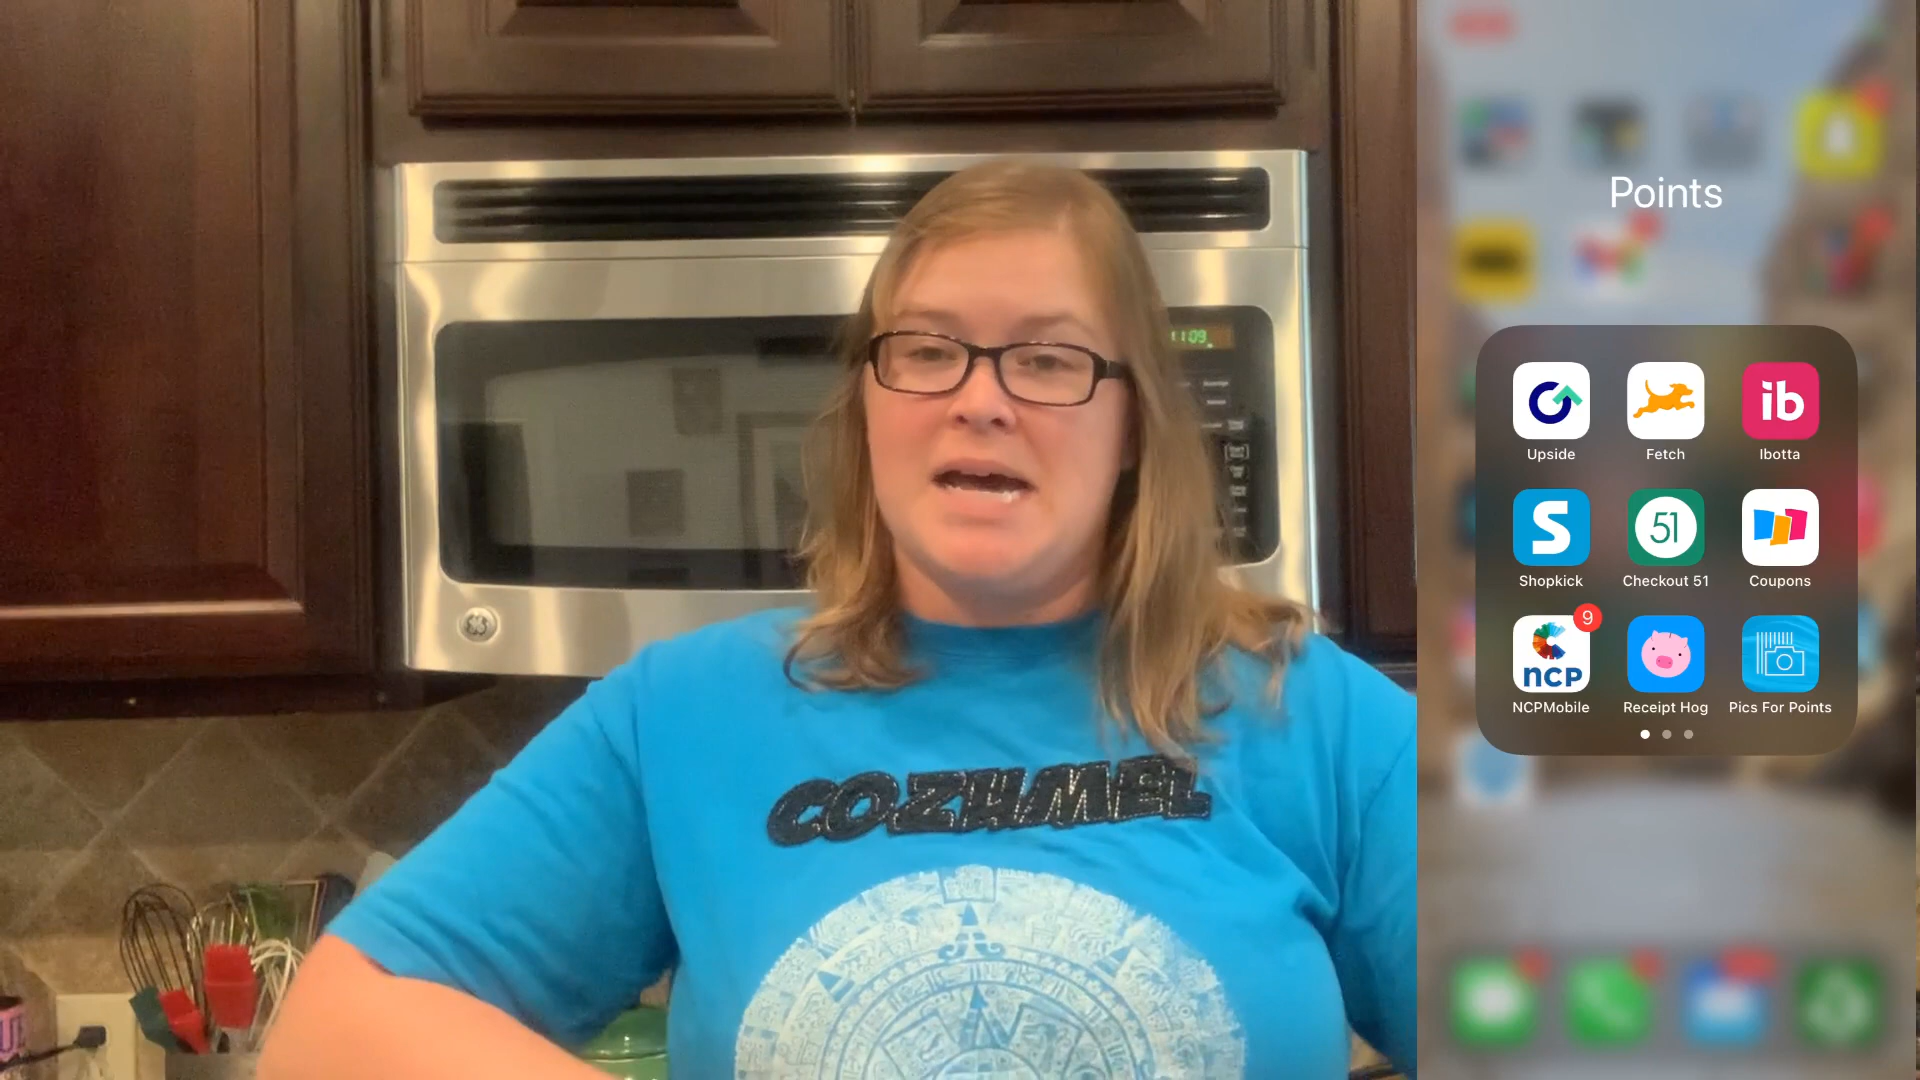 Points
11:09
COZUMEL
ib
Upside
Fetch
Ibotta
S
51
Shopkick
Checkout 51
Coupons
9
ncp
NCPMobile
Receipt Hog
Pics For Points